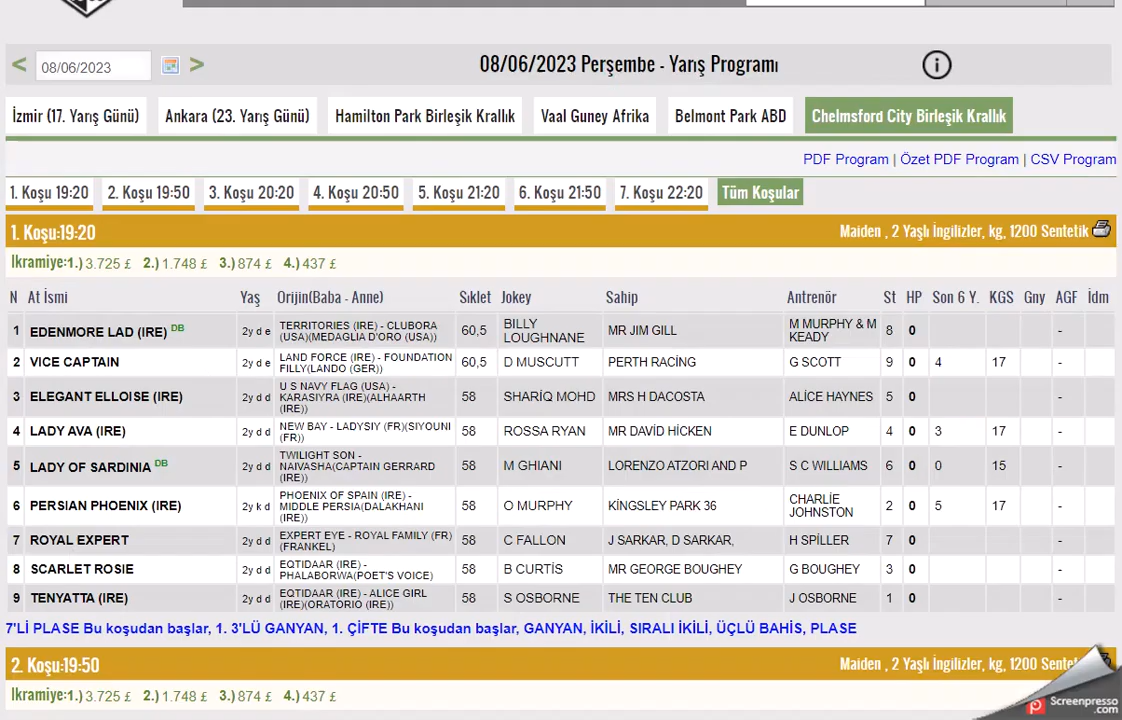 < 08/06/2023 > 08/06/2023 Perşembe - Yarış Programı
İzmir (17. Yarış Günü) Ankara (23. Yarış Günü) Hamilton Park Birleşik Krallık Vaal Guney Afrika Belmont Park ABD Chelmsford City Birleşik Krallık
PDF Program | Özet PDF Program | CSV Program
1. Koşu 19:20 2. Koşu 19:50 3. Koşu 20:20 4. Koşu 20:50 5. Koşu 21:20 6. Koşu 21:50 7. Koşu 22:20 Tüm Koşular
1. Koşu:19:20 Maiden , 2 Yaşlı İngilizler, kg, 1200 Sentetik
Ikramiye:1.) 3.725 £ 2.) 1.748 £ 3.) 874 £ 4.) 437 £
N At İsmi Yaş Orijin(Baba - Anne) Sıklet Jokey Sahip Antrenör St HP Son 6 Y. KGS Gny AGF İdm
1 EDENMORE LAD (IRE) DB 2y d e TERRITORIES (IRE) - CLUBORA (USA)(MEDAGLIA D'ORO (USA)) 60,5 BILLY LOUGHNANE MR JIM GILL M MURPHY & M KEADY 8 0 -
2 VICE CAPTAIN 2y d e LAND FORCE (IRE) - FOUNDATION FILLY(LANDO (GER)) 60,5 D MUSCUTT PERTH RACİNG G SCOTT 9 0 4 17 -
3 ELEGANT ELLOISE (IRE) 2y d d U S NAVY FLAG (USA) - KARASIYRA (IRE)(ALHAARTH (IRE)) 58 SHARİQ MOHD MRS H DACOSTA ALİCE HAYNES 5 0 -
4 LADY AVA (IRE) 2y d d NEW BAY - LADYSIY (FR)(SIYOUNI (FR)) 58 ROSSA RYAN MR DAVİD HİCKEN E DUNLOP 4 0 3 17 -
5 LADY OF SARDINIA DB 2y d d TWILIGHT SON - NAIVASHA(CAPTAIN GERRARD (IRE)) 58 M GHIANI LORENZO ATZORI AND P S C WILLIAMS 6 0 0 15 -
6 PERSIAN PHOENIX (IRE) 2y k d PHOENIX OF SPAIN (IRE) - MIDDLE PERSIA(DALAKHANI (IRE)) 58 O MURPHY KİNGSLEY PARK 36 CHARLİE JOHNSTON 2 0 5 17 -
7 ROYAL EXPERT 2y d d EXPERT EYE - ROYAL FAMILY (FR)(FRANKEL) 58 C FALLON J SARKAR, D SARKAR, H SPİLLER 7 0 -
8 SCARLET ROSIE 2y d d EQTIDAAR (IRE) - PHALABORWA(POET'S VOICE) 58 B CURTİS MR GEORGE BOUGHEY G BOUGHEY 3 0 -
9 TENYATTA (IRE) 2y d d EQTIDAAR (IRE) - ALICE GIRL (IRE)(ORATORIO (IRE)) 58 S OSBORNE THE TEN CLUB J OSBORNE 1 0 -
7'Lİ PLASE Bu koşudan başlar, 1. 3'LÜ GANYAN, 1. ÇİFTE Bu koşudan başlar, GANYAN, İKİLİ, SIRALI İKİLİ, ÜÇLÜ BAHİS, PLASE
2. Koşu:19:50 Maiden , 2 Yaşlı İngilizler, kg, 1200 Sentet
Ikramiye:1.) 3.725 £ 2.) 1.748 £ 3.) 874 £ 4.) 437 £
Screenpresso
.com